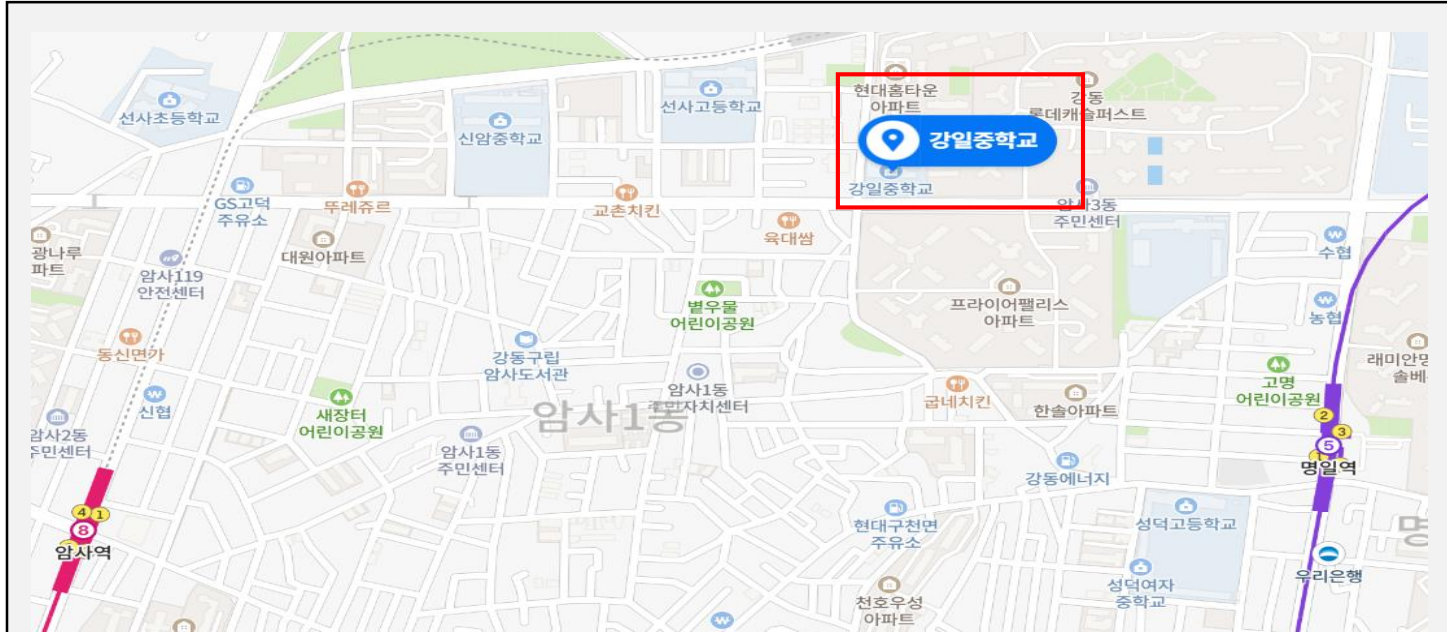 현대홈타운
아파트
강동
롯데캐슬퍼스트
선사초등학교
신암중학교
선사고등학교
강일중학교
강일중학교
GS고덕
주유소
뚜레쥬르
교촌치킨
육대쌈
암사3동
주민센터
수협
광나루
파트
암사119
안전센터
대원아파트
별우물
어린이공원
프라이어팰리스
아파트
농협
동신면가
강동구립
암사도서관
래미안명
솔베
신협
새장터
어린이공원
암사1동
주민자치센터
암사1동
굽네치킨
한솔아파트
고명
어린이공원
암사2동
주민센터
암사1동
주민센터
2
3
5
명일역
강동에너지
4
1
8
암사역
현대구천면
주유소
성덕고등학교
명
우리은행
성덕여자
중학교
천호우성
아파트